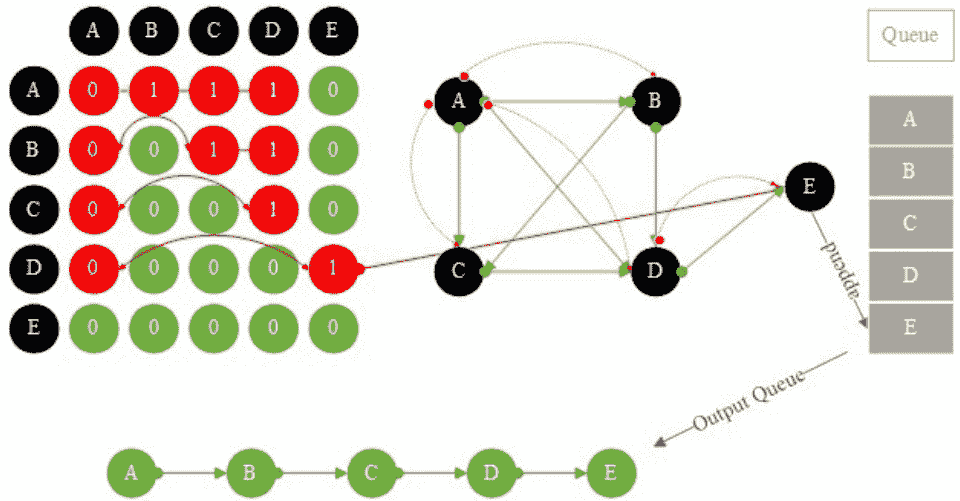 A B C D E
A 0 1 1 1 0
B 0 0 1 1 0
C 0 0 0 1 0
D 0 0 0 0 1
E 0 0 0 0 0
A B
E
C D
append
Queue
A
B
C
D
E
Output Queue
A B C D E